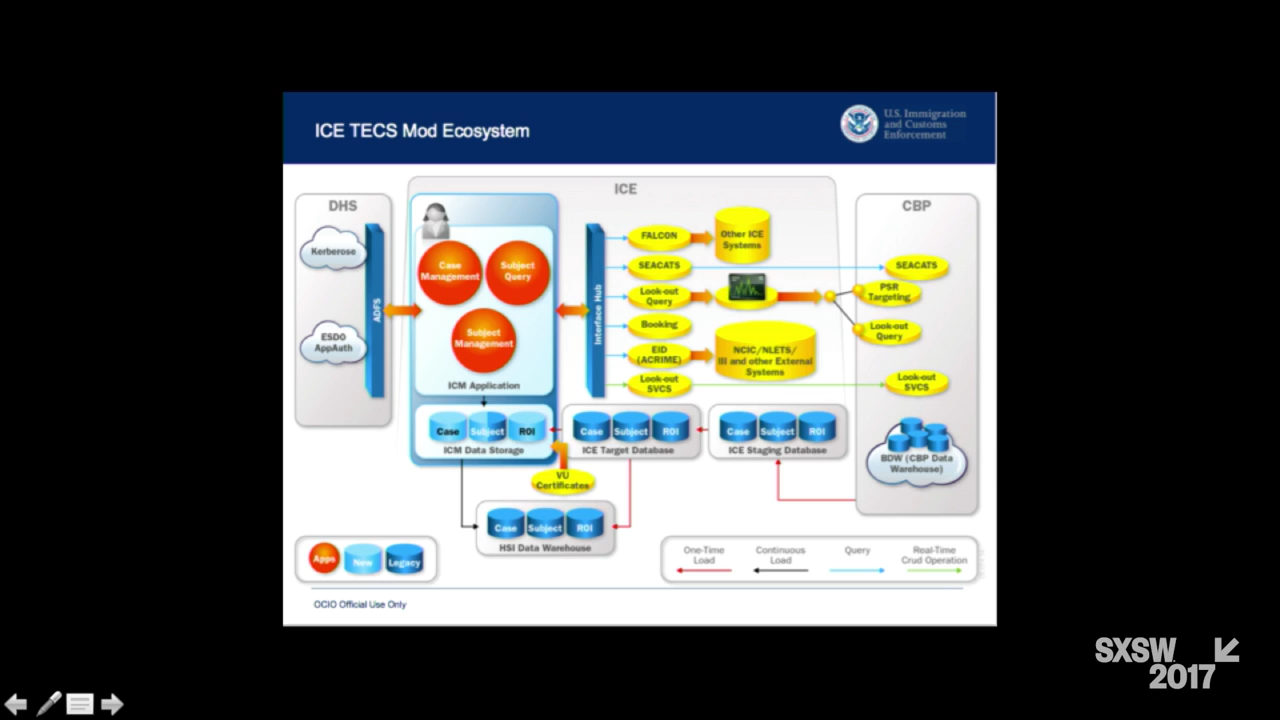 ICE TECS Mod Ecosystem
U.S. Immigration
and Customs
Enforcement
DHS
ICE
CBP
Kerberose
ESDO
AppAuth
ADFS
Case
Management
Subject
Query
Subject
Management
ICM Application
Interface Hub
FALCON
SEACATS
Look-out
Query
Booking
EID
(ACRIME)
Look-out
SVCS
Other ICE
Systems
NCIC/NLETS/
III and other External
Systems
SEACATS
PSR
Targeting
Look-out
Query
Look-out
SVCS
BDW (CBP Data
Warehouse)
Case Subject ROI
ICM Data Storage
Case Subject ROI
ICE Target Database
Case Subject ROI
ICE Staging Database
VU
Certificates
Case Subject ROI
HSI Data Warehouse
Apps New Legacy
One-Time
Load
Continuous
Load
Query
Real-Time
Crud Operation
OCIO Official Use Only
SXSW
2017